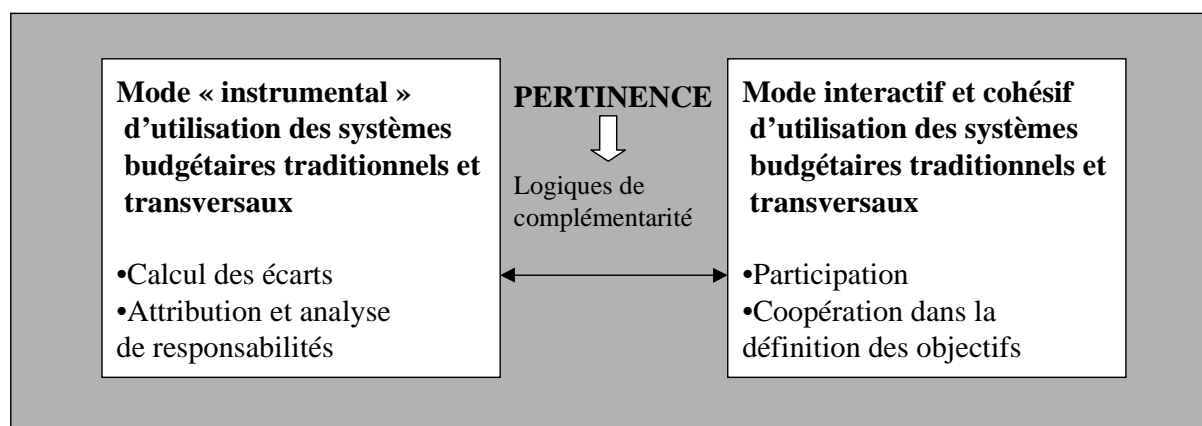 Mode « instrumental »
d'utilisation des systèmes
budgétaires traditionnels et
transversaux
•Calcul des écarts
•Attribution et analyse
de responsabilités
PERTINENCE
Logiques de
complémentarité
Mode interactif et cohésif
d'utilisation des systèmes
budgétaires traditionnels et
transversaux
•Participation
•Coopération dans la
définition des objectifs